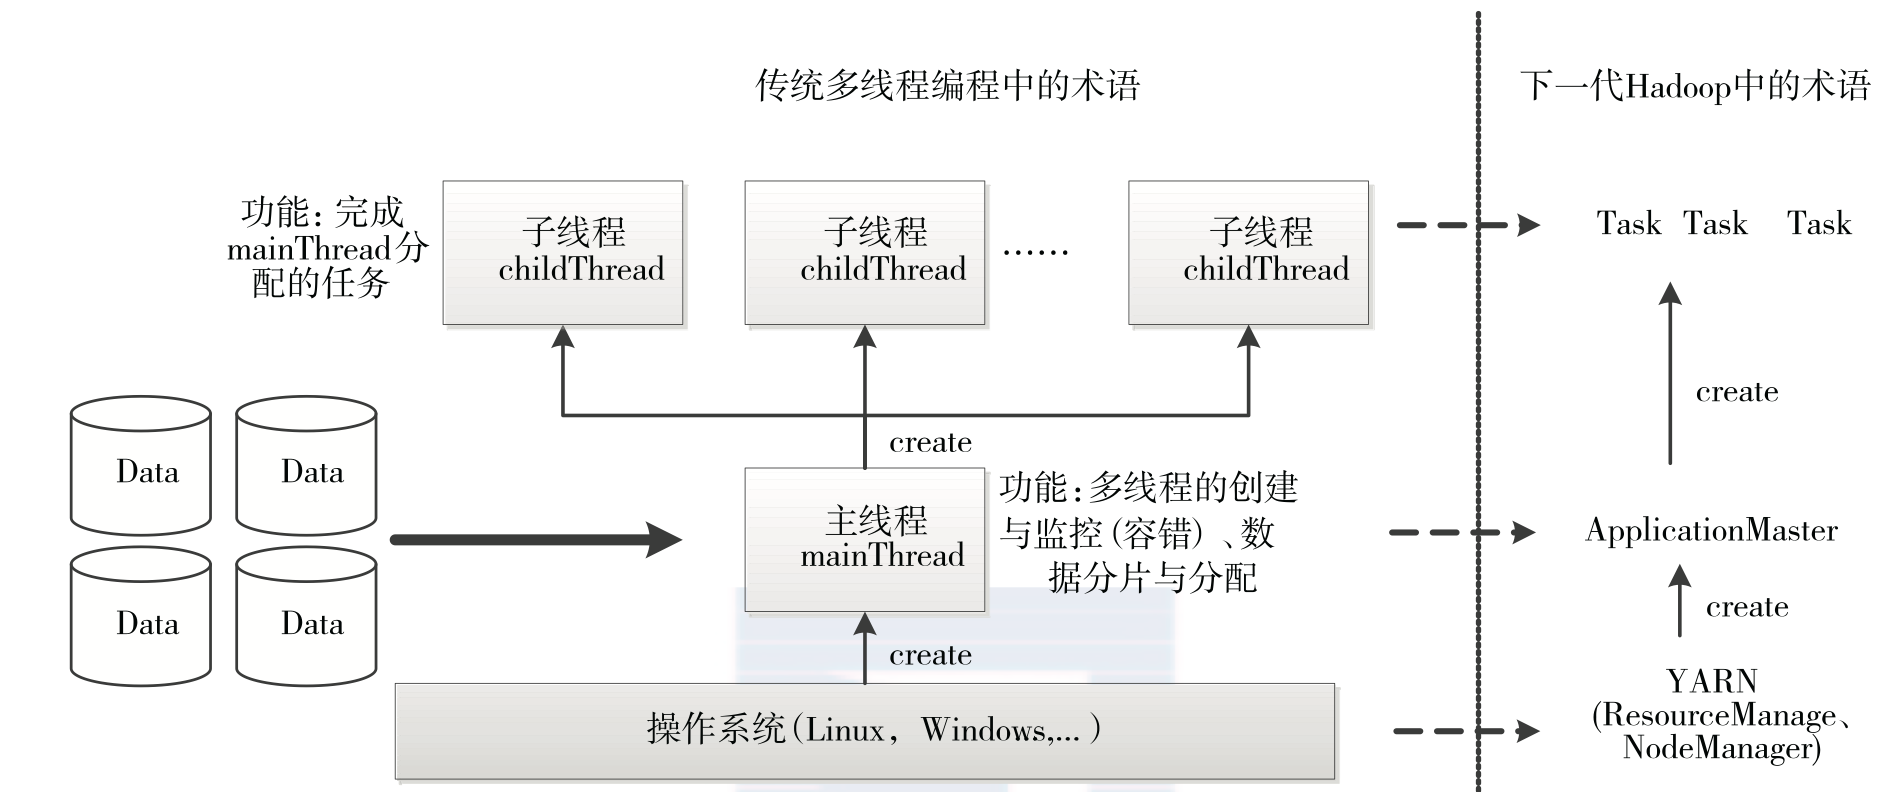 传统多线程编程中的术语
下一代Hadoop中的术语
功能：完成
mainThread分
配的任务
子线程
childThread
子线程
childThread
……
子线程
childThread
Task Task Task
create
create
Data
Data
Data
Data
主线程
mainThread
功能：多线程的创建
与监控（容错）、数
据分片与分配
ApplicationMaster
create
create
操作系统（Linux，Windows,...）
YARN
(ResourceManage、
NodeManager)